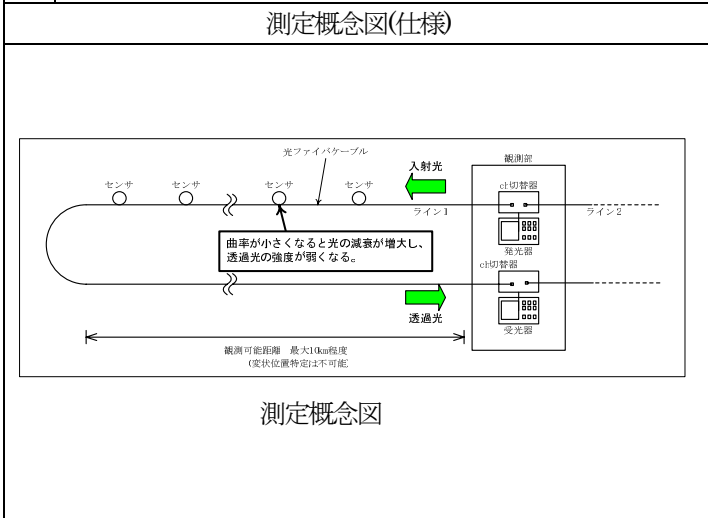 測定概念図(仕様)
光ファイバケーブル
入射光
観測部
センサ
センサ
センサ
センサ
ch切替器
ライン1
ライン2
発光器
曲率が小さくなると光の減衰が増大し、
透過光の強度が弱くなる。
ch切替器
透過光
受光器
観測可能距離 最大10km程度
(変状位置特定は不可能
測定概念図